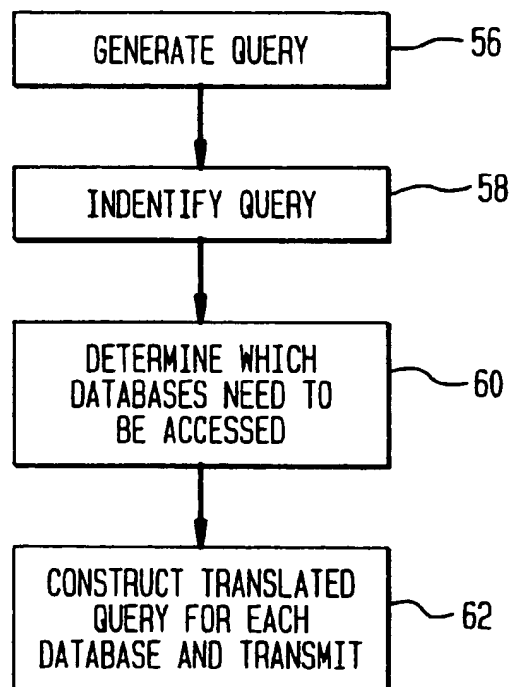 GENERATE QUERY
56
INDENTIFY QUERY
58
DETERMINE WHICH
DATABASES NEED TO
BE ACCESSED
60
CONSTRUCT TRANSLATED
QUERY FOR EACH
DATABASE AND TRANSMIT
62